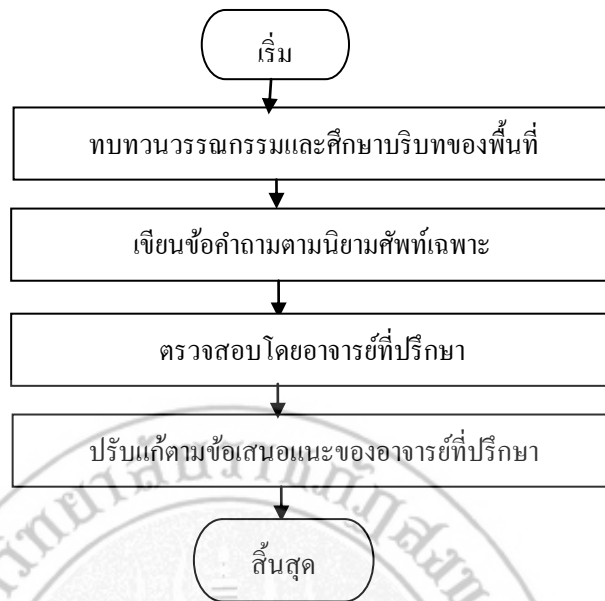 เริ่ม
ทบทวนวรรณกรรมและศึกษาบริบทของพื้นที่
เขียนข้อคำถามตามนิยามศัพท์เฉพาะ
ตรวจสอบโดยอาจารย์ที่ปรึกษา
ปรับแก้ตามข้อเสนอแนะของอาจารย์ที่ปรึกษา
สิ้นสุด